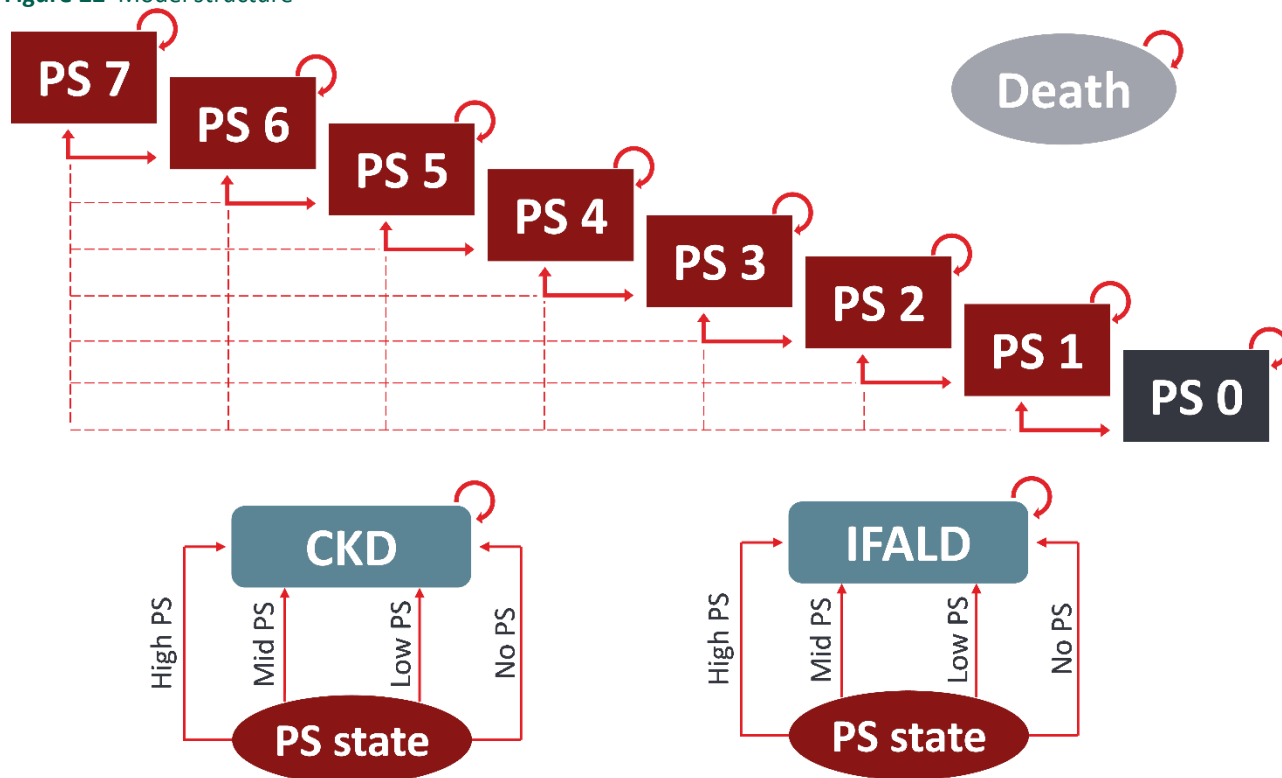 Figure 22 Model structure
PS 7
PS 6
PS 5
PS 4
PS 3
PS 2
PS 1
PS 0
Death
CKD
High PS
Mid PS
Low PS
No PS
PS state
IFALD
High PS
Mid PS
Low PS
No PS
PS state